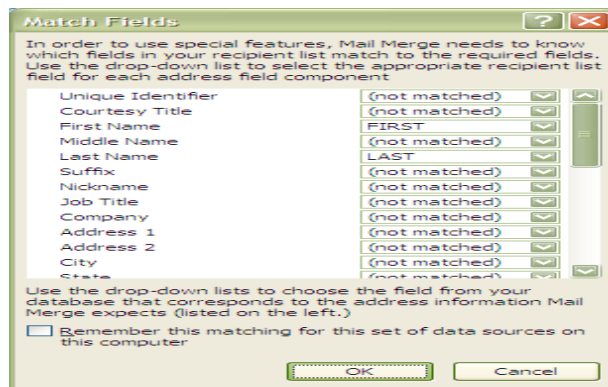 Match Fields
In order to use special features, Mail Merge needs to know
which fields in your recipient list match to the required fields.
Use the drop-down list to select the appropriate recipient list
field for each address field component
Unique Identifier (not matched)
Courtesy Title (not matched)
First Name FIRST
Middle Name (not matched)
Last Name LAST
Suffix (not matched)
Nickname (not matched)
Job Title (not matched)
Company (not matched)
Address 1 (not matched)
Address 2 (not matched)
City (not matched)
State (not matched)
Use the drop-down lists to choose the field from your
database that corresponds to the address information Mail
Merge expects (listed on the left.)
Remember this matching for this set of data sources on
this computer
OK Cancel